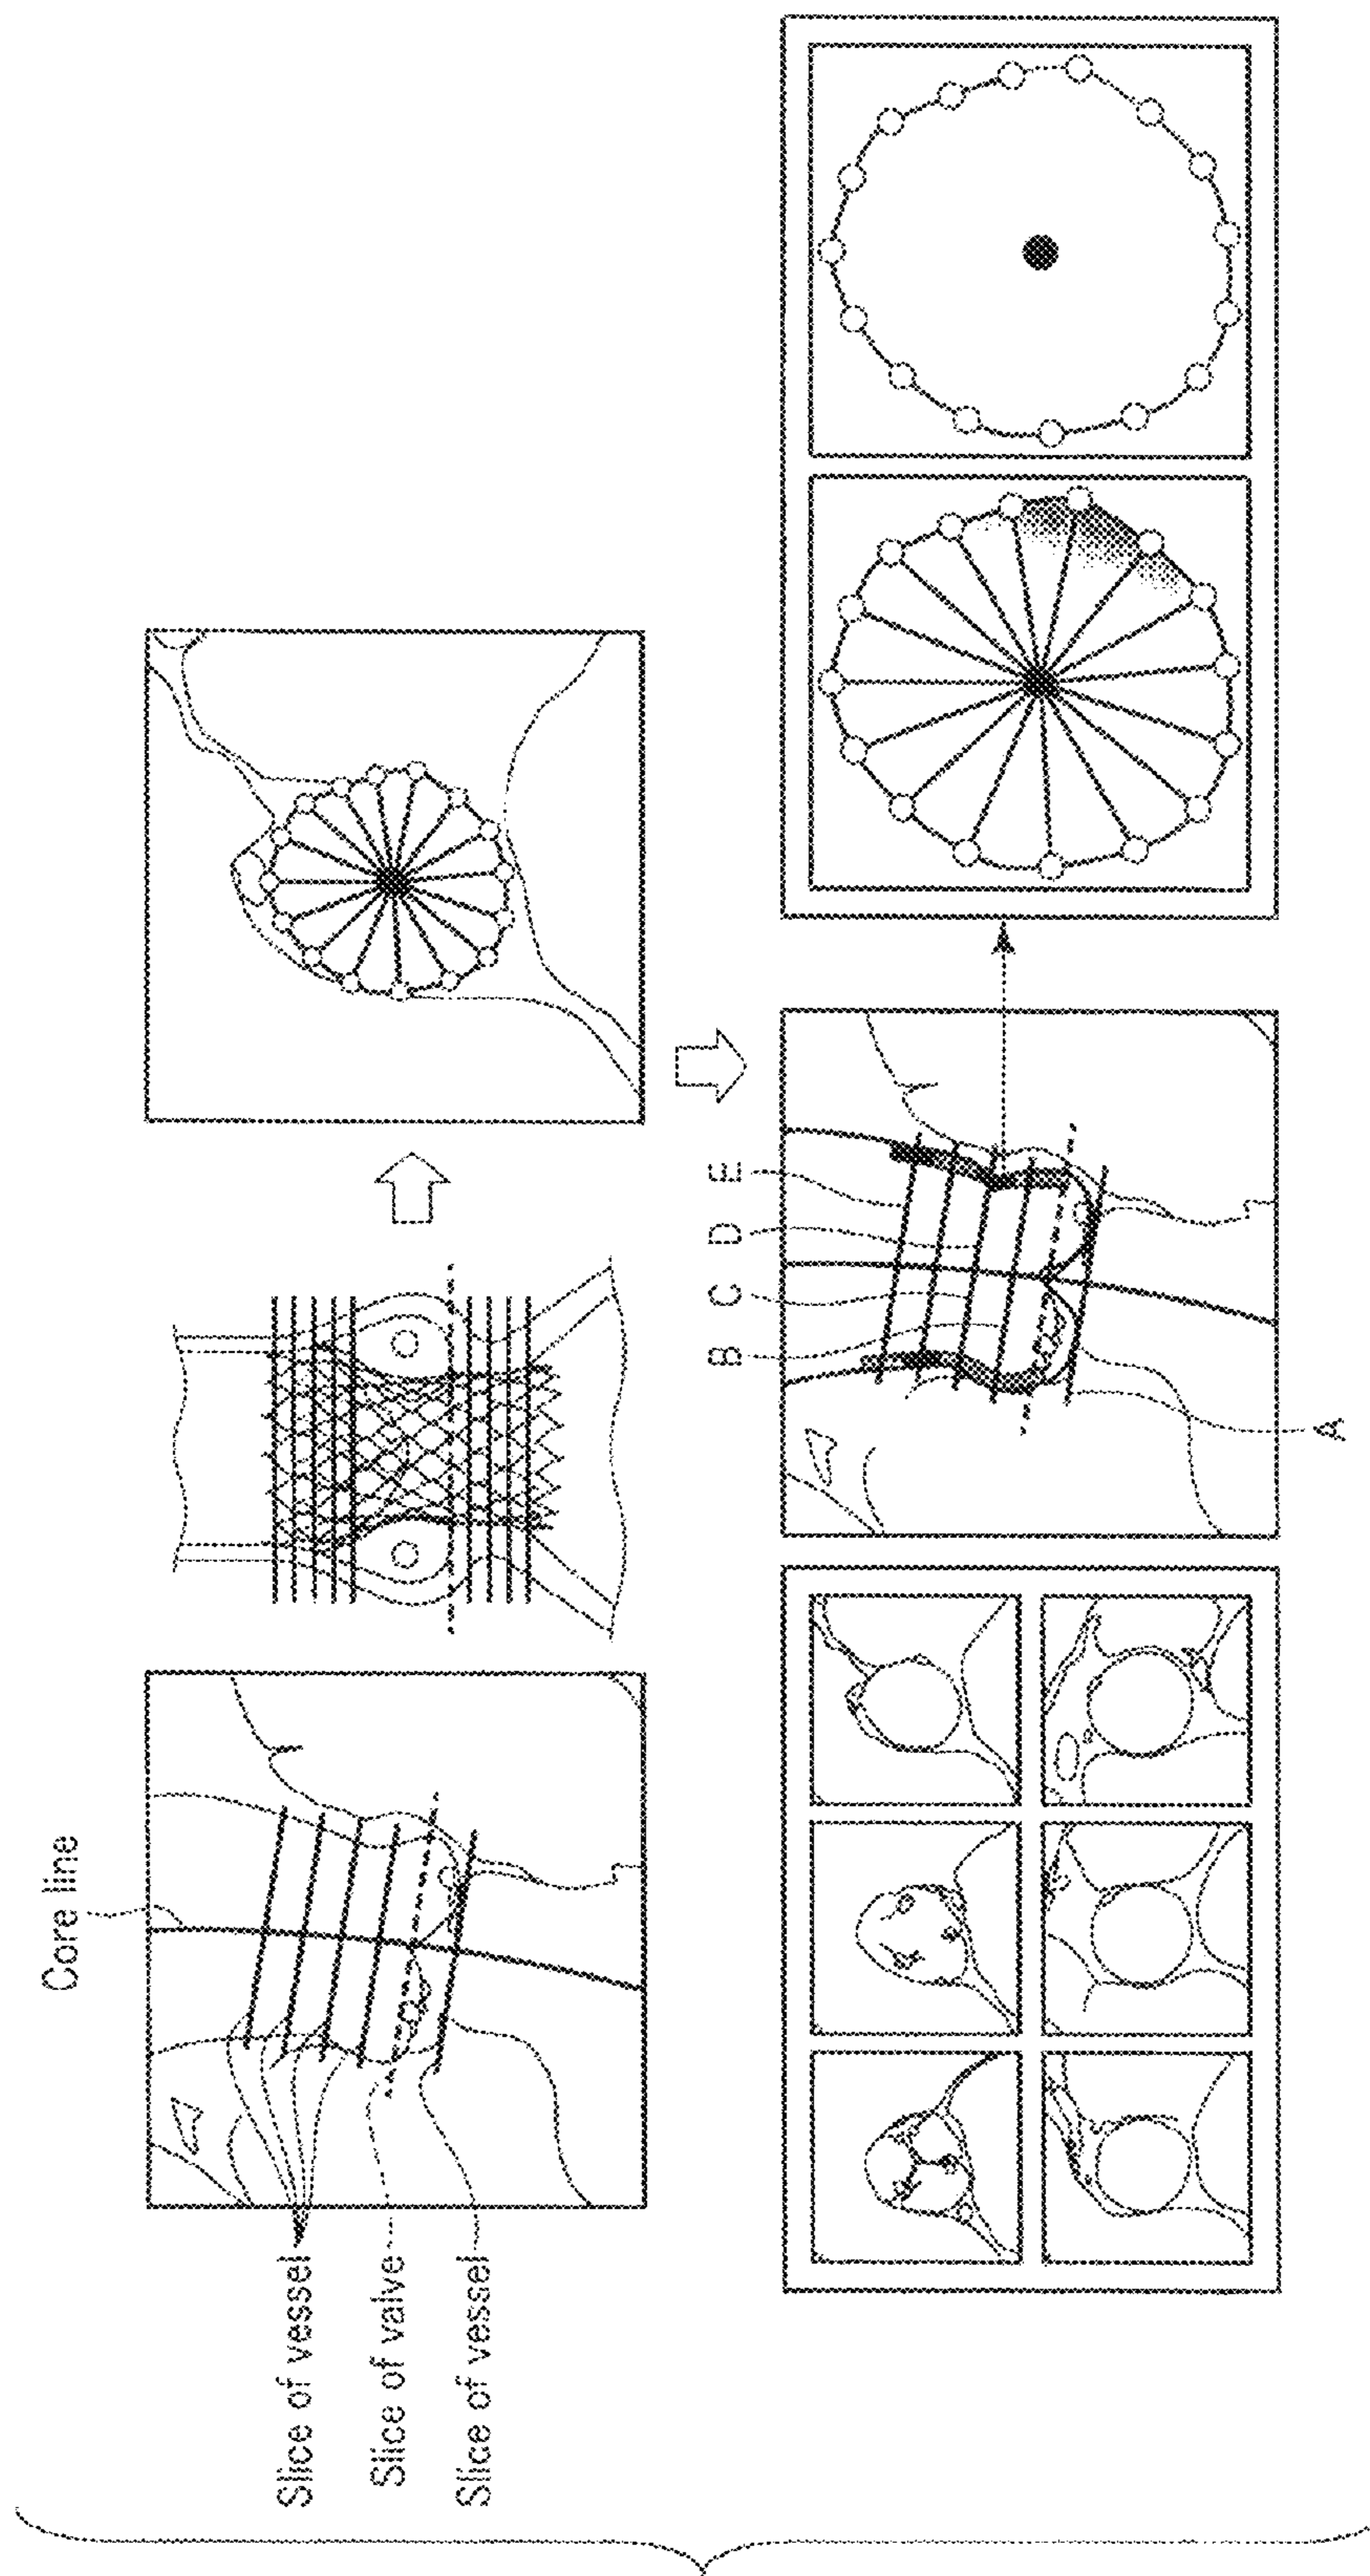 Core line
Slice of vessel
Slice of valve
Slice of vessel
B
C
D
E
A